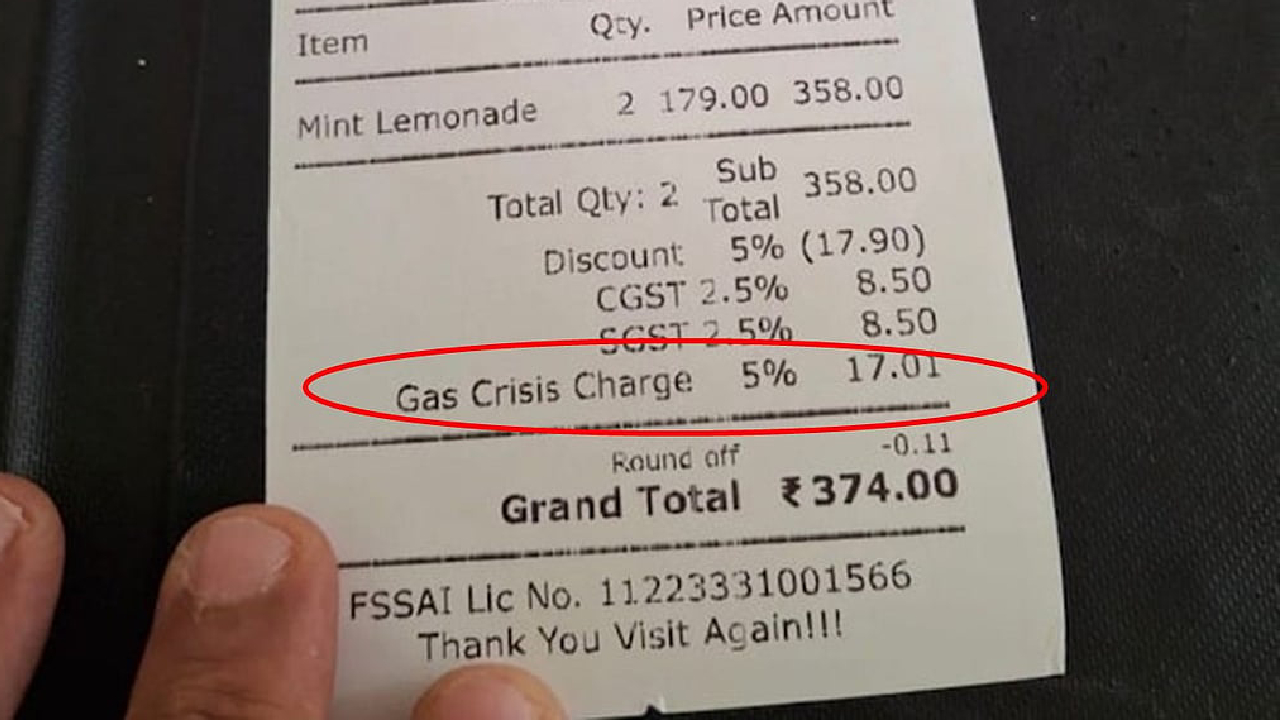 Item Qty. Price Amount
Mint Lemonade 2 179.00 358.00
Total Qty: 2 Sub Total 358.00
Discount 5% (17.90)
CGST 2.5% 8.50
SGST 2.5% 8.50
Gas Crisis Charge 5% 17.01
Round off -0.11
Grand Total ₹374.00
FSSAI Lic No. 11223331001566
Thank You Visit Again!!!